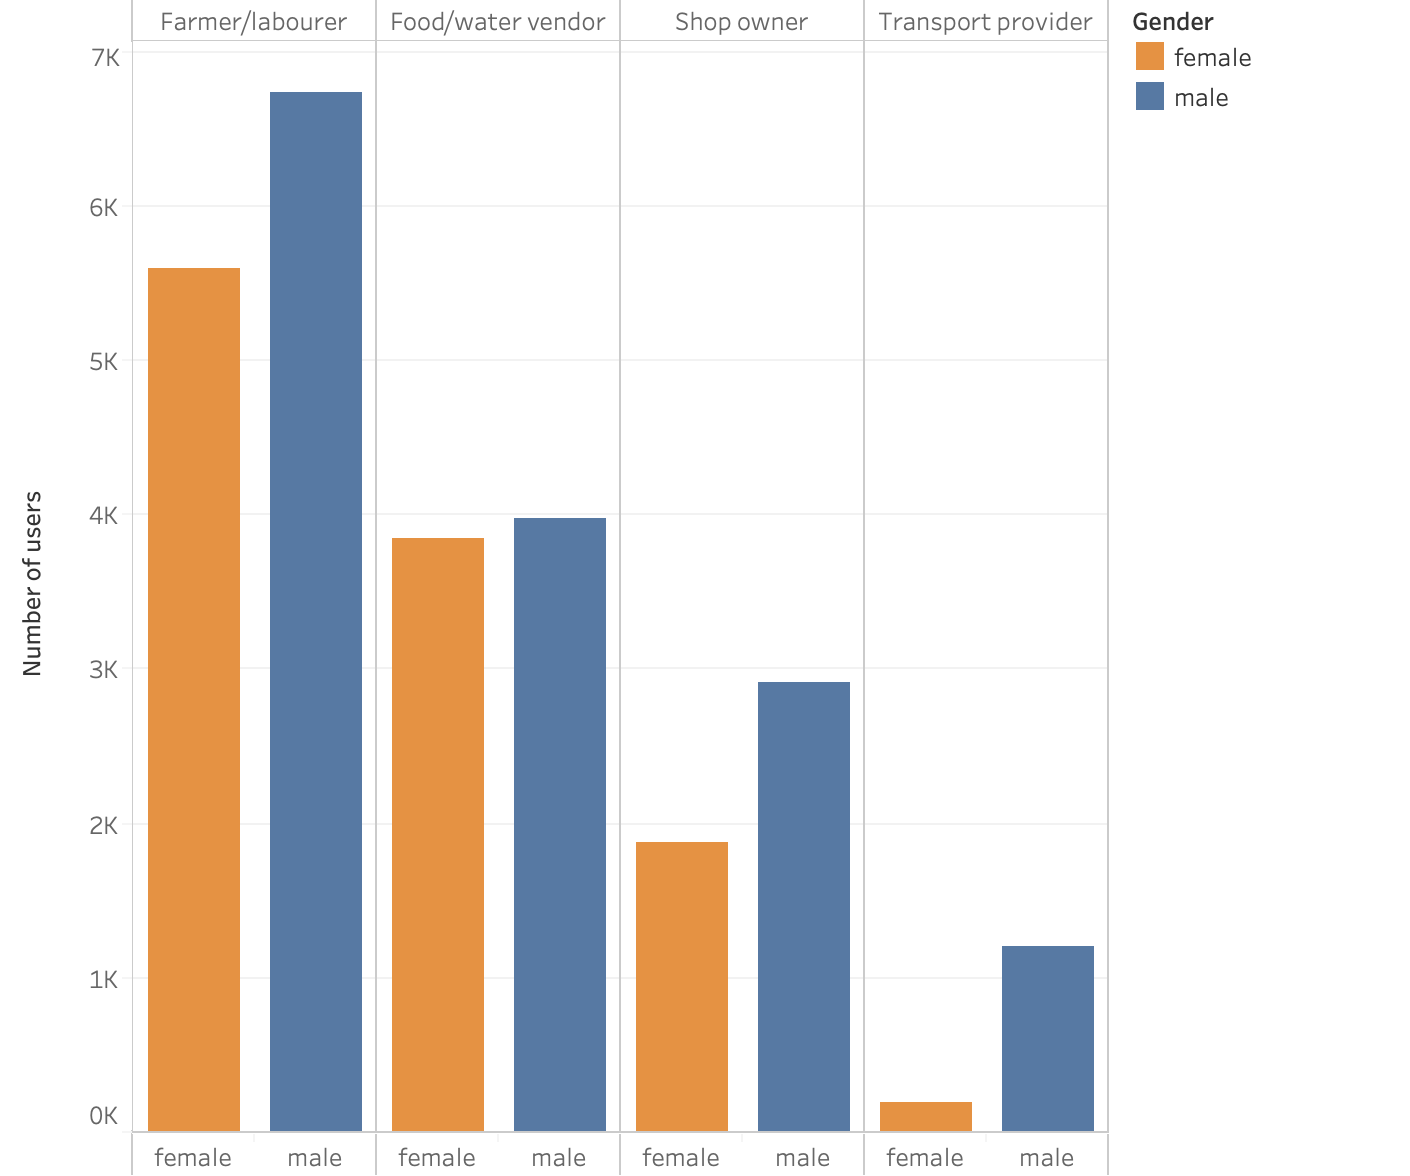 Farmer/labourer Food/water vendor Shop owner Transport provider
Gender
female
male
7K
6K
5K
4K
3K
2K
1K
0K
Number of users
female male female male female male female male